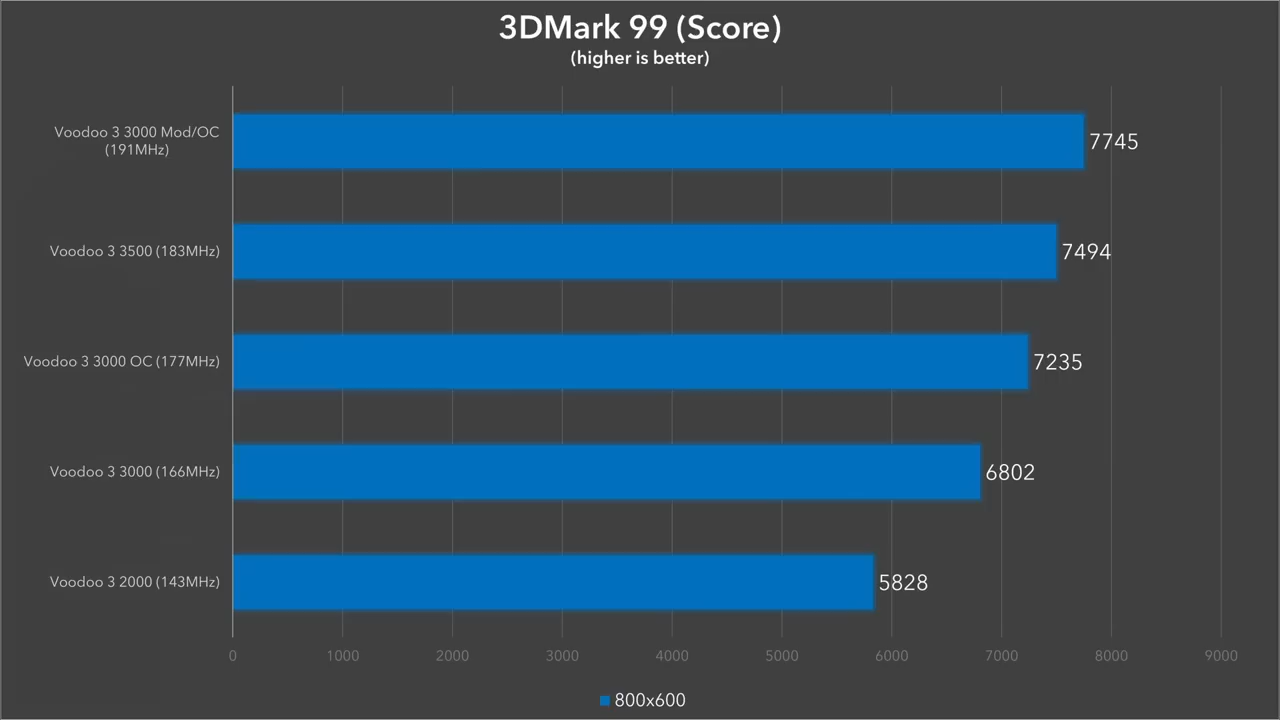 3DMark 99 (Score)
(higher is better)
Voodoo 3 3000 Mod/OC
(191MHz)
7745
Voodoo 3 3500 (183MHz)
7494
Voodoo 3 3000 OC (177MHz)
7235
Voodoo 3 3000 (166MHz)
6802
Voodoo 3 2000 (143MHz)
5828
0 1000 2000 3000 4000 5000 6000 7000 8000 9000
800x600